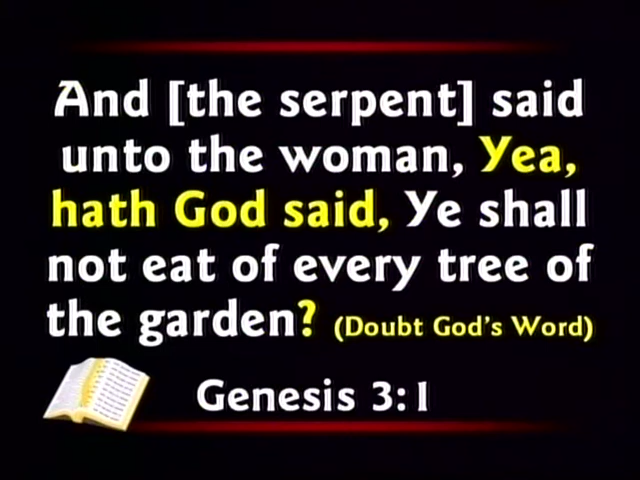 And [the serpent] said
unto the woman, Yea,
hath God said, Ye shall
not eat of every tree of
the garden? (Doubt God's Word)
Genesis 3:1